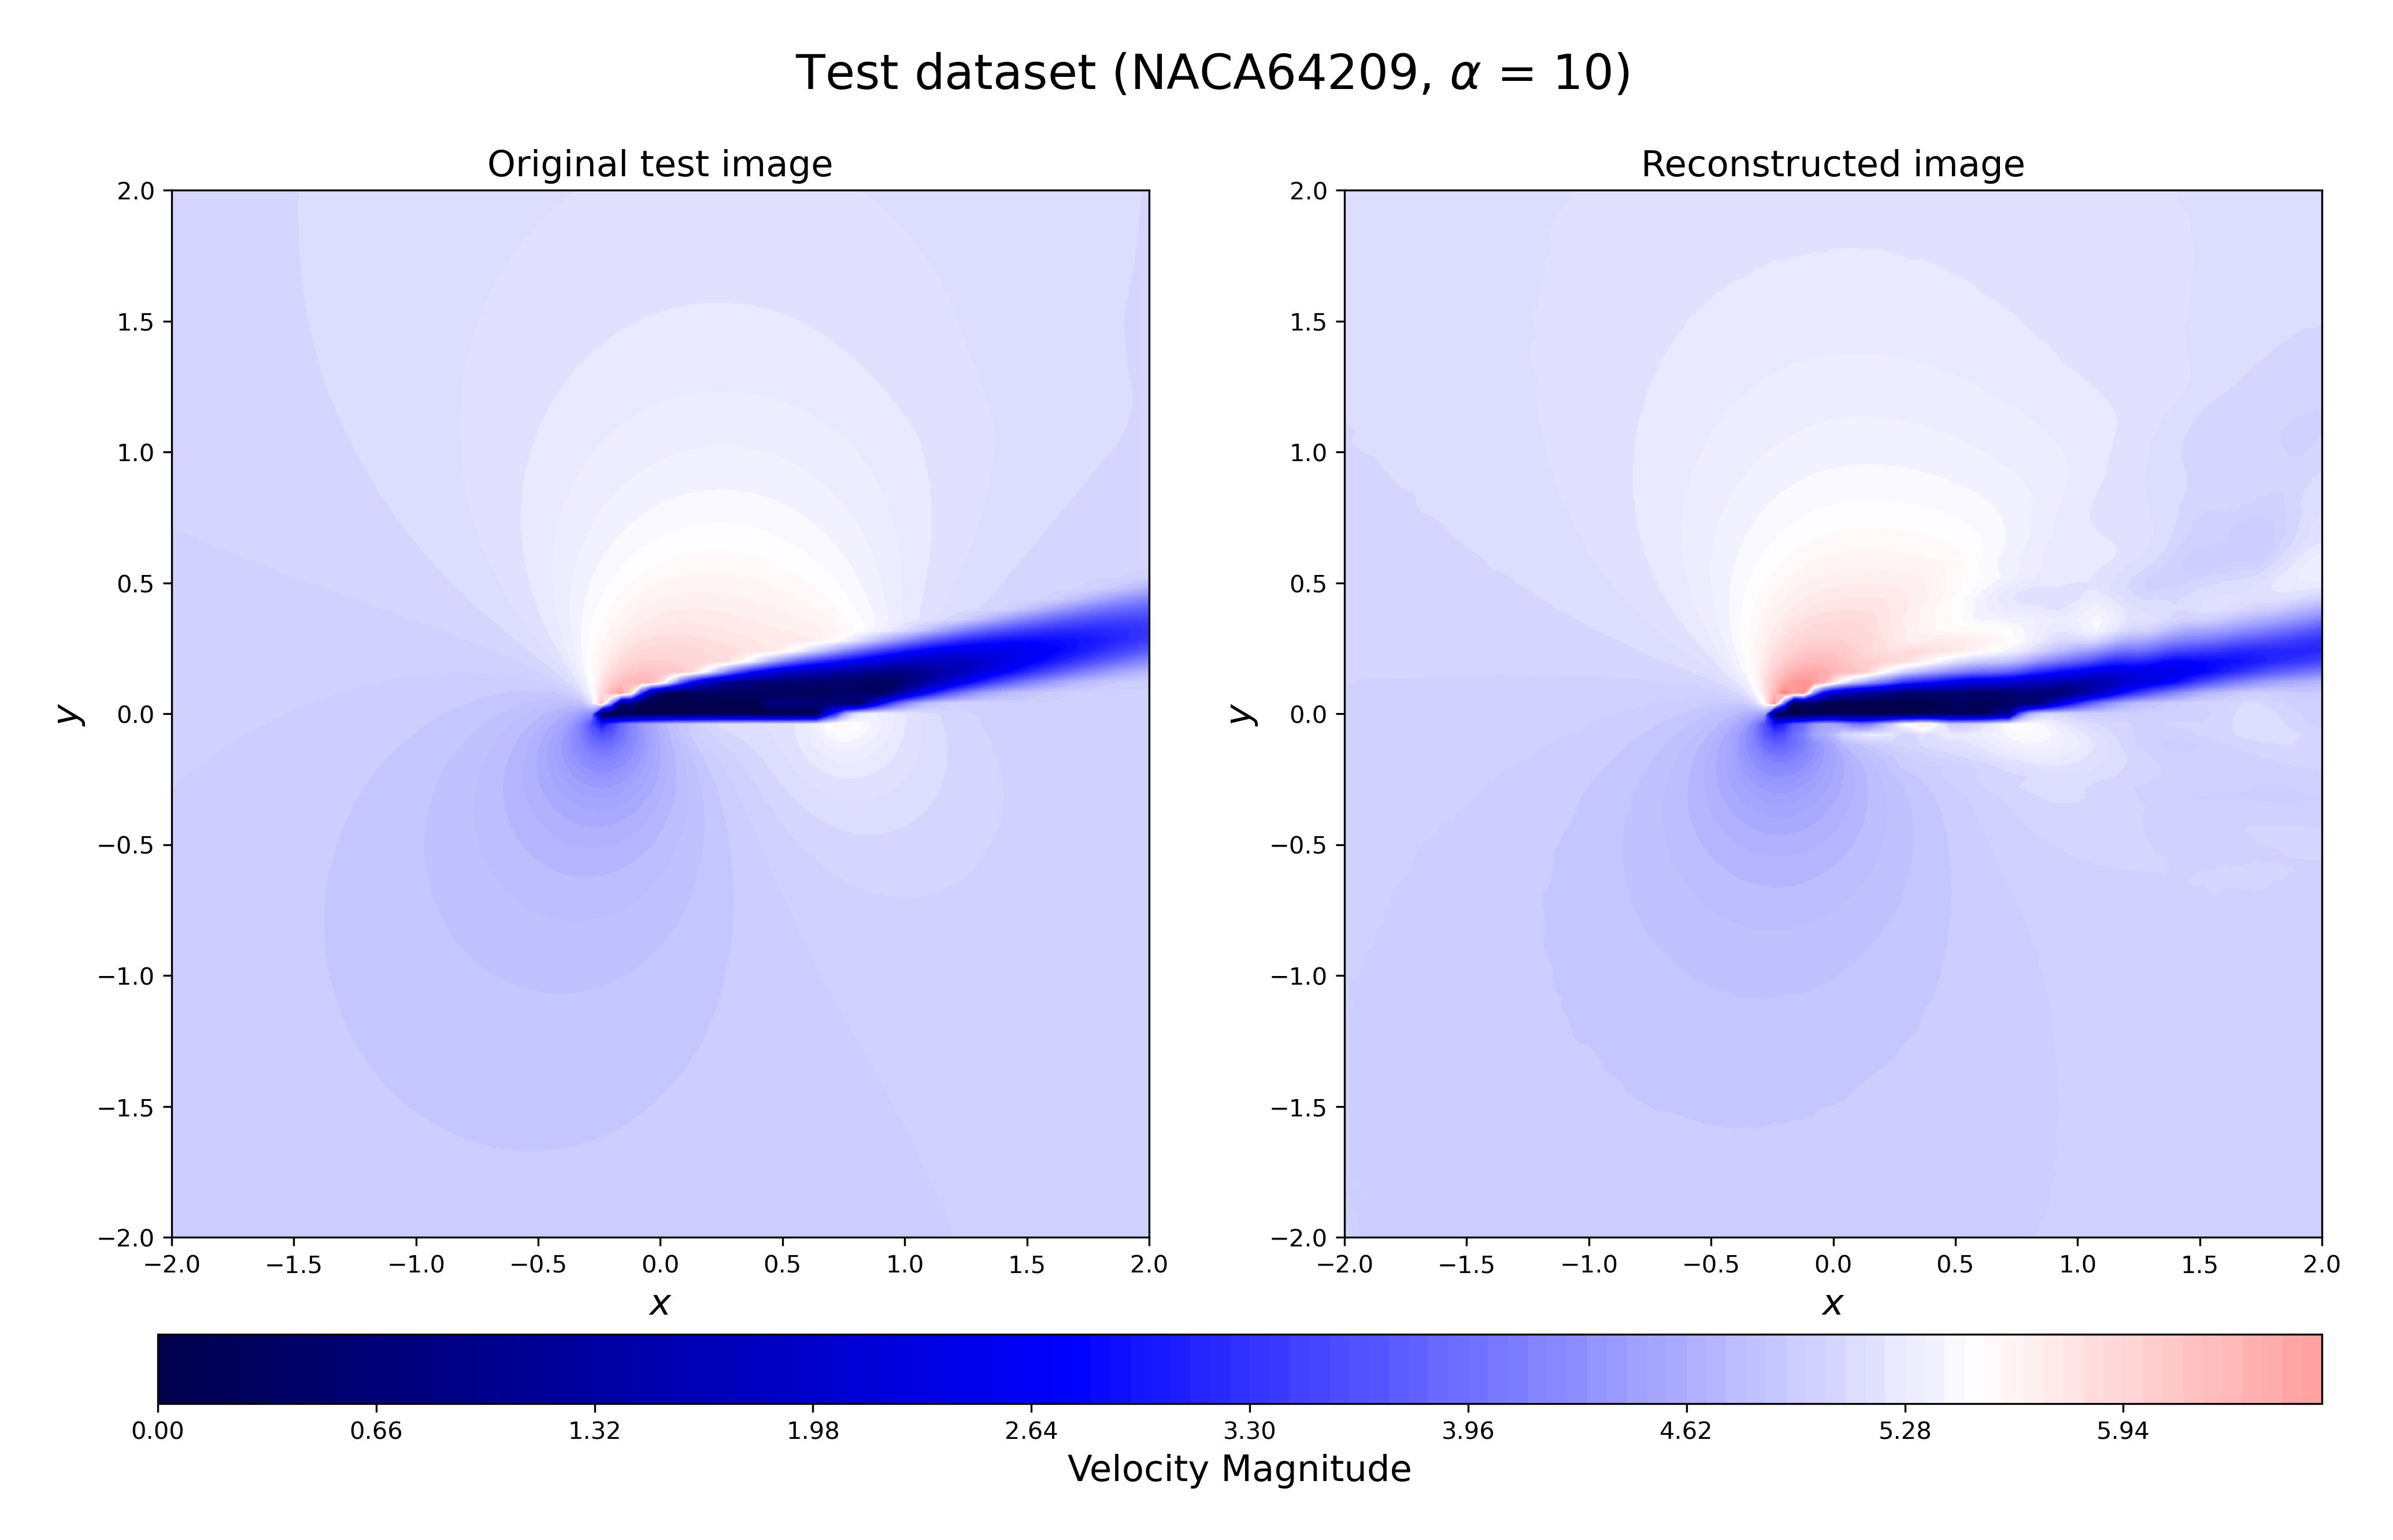 Test dataset (NACA64209, α = 10)
Original test image
Reconstructed image
2.0
1.5
1.0
0.5
0.0
−0.5
−1.0
−1.5
−2.0
y
−2.0 −1.5 −1.0 −0.5 0.0 0.5 1.0 1.5 2.0
x
2.0
1.5
1.0
0.5
0.0
−0.5
−1.0
−1.5
−2.0
y
−2.0 −1.5 −1.0 −0.5 0.0 0.5 1.0 1.5 2.0
x
0.00 0.66 1.32 1.98 2.64 3.30 3.96 4.62 5.28 5.94
Velocity Magnitude